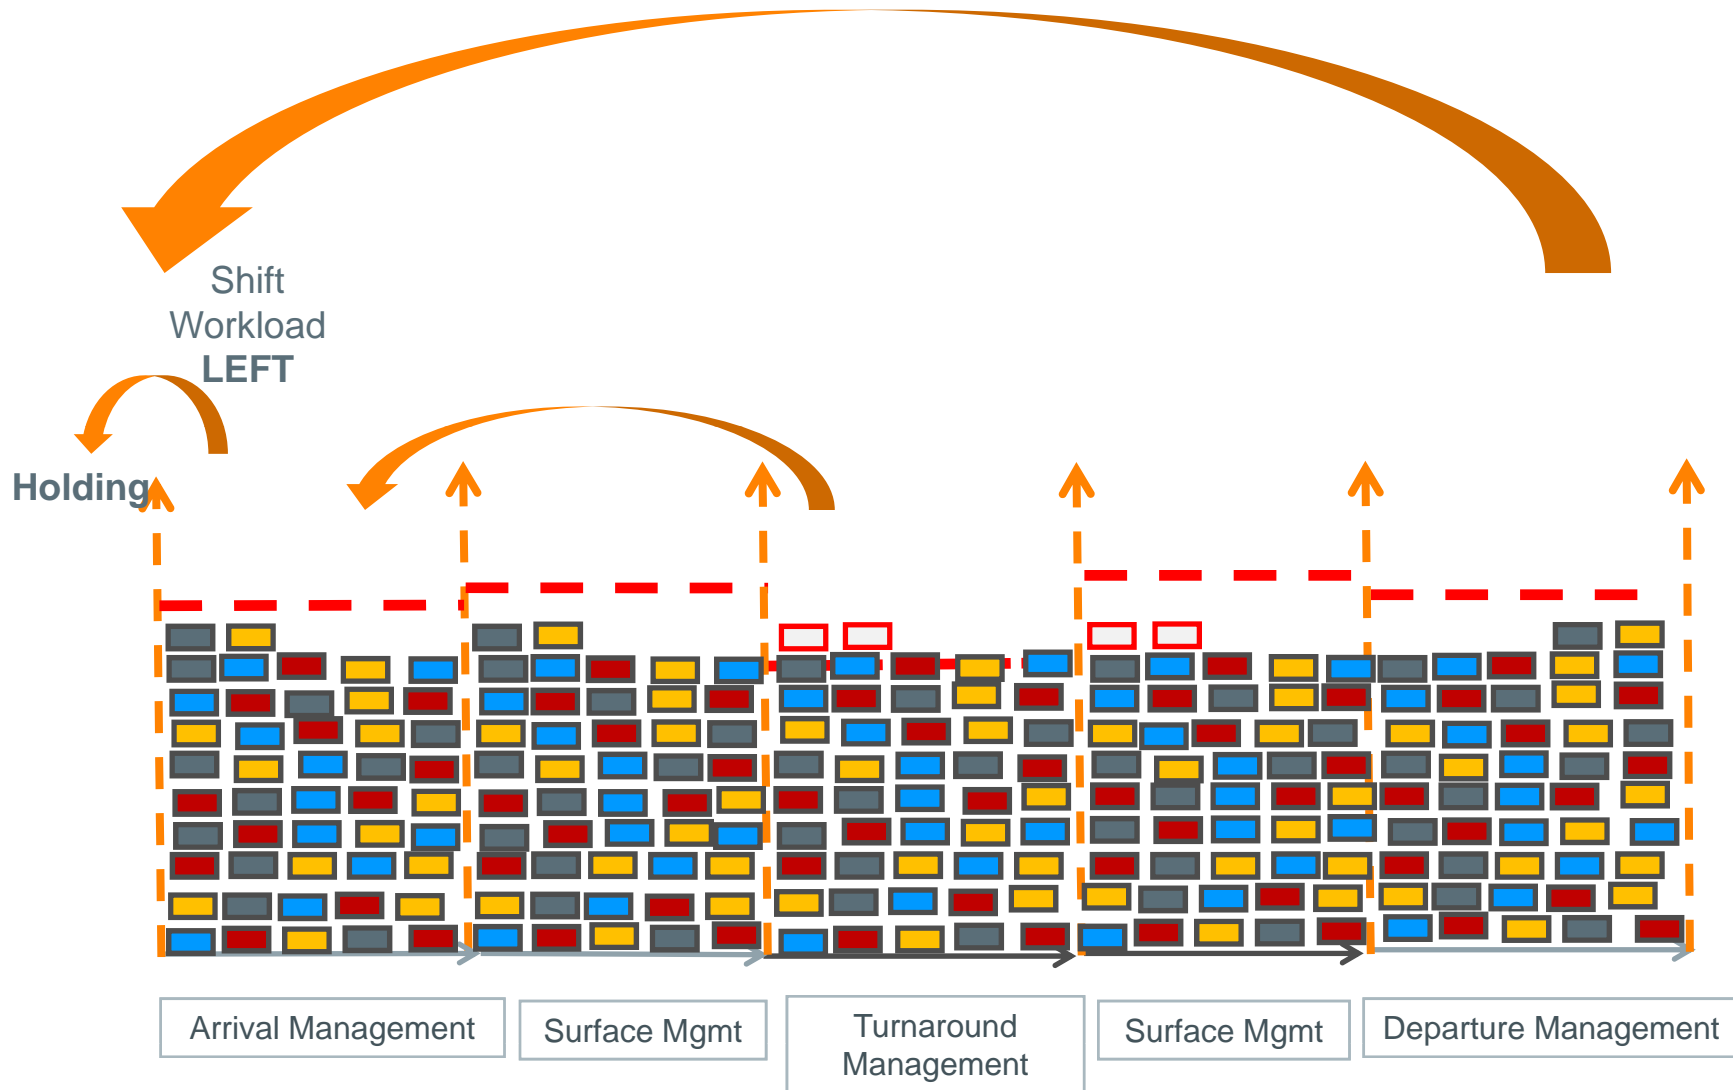 Shift
Workload
LEFT
Holding
Arrival Management
Surface Mgmt
Turnaround
Management
Surface Mgmt
Departure Management